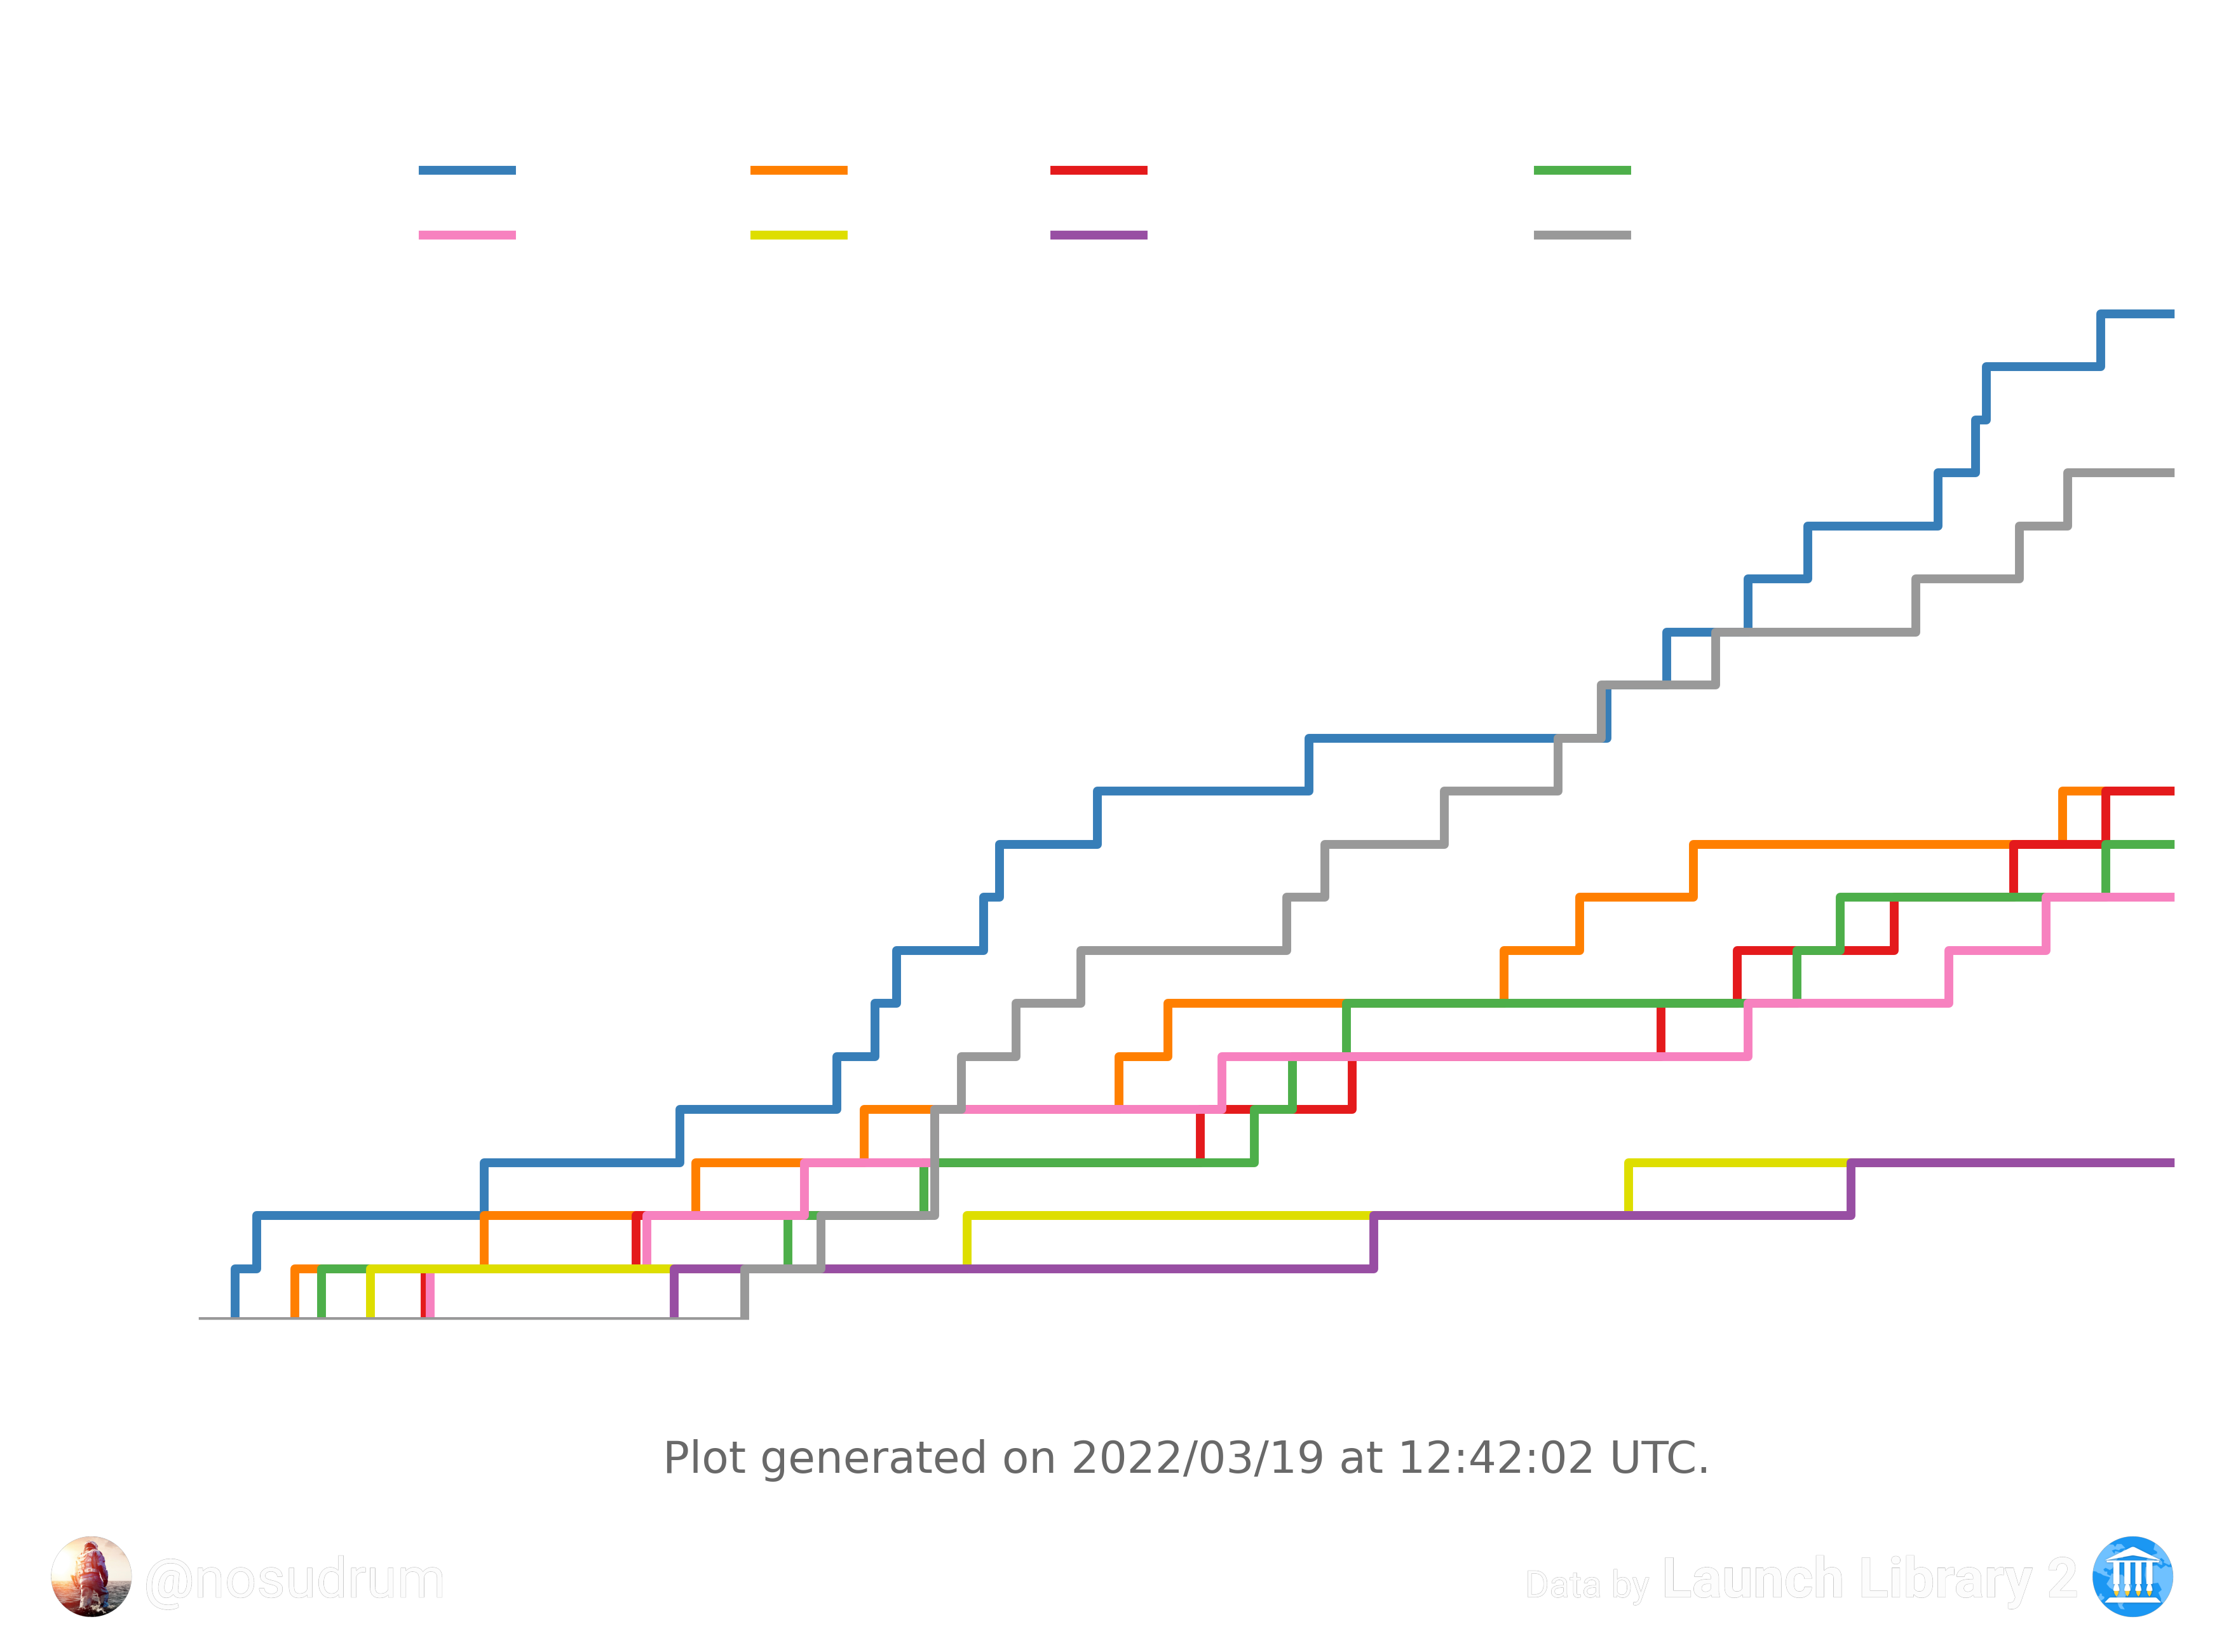 Plot generated on 2022/03/19 at 12:42:02 UTC.
@nosudrum
Data by Launch Library 2